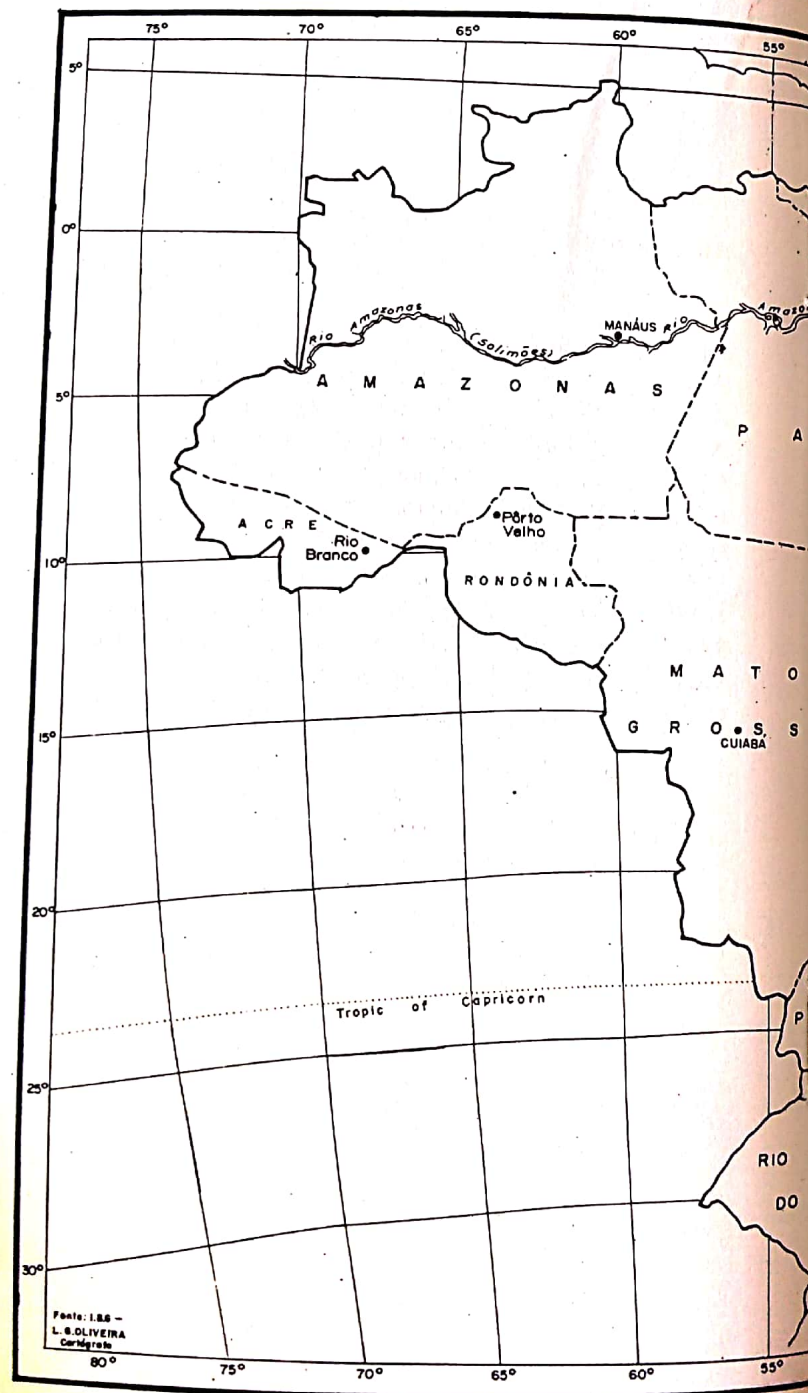 75° 70° 65° 60° 55°
5°
0°
Rio Amazonas (Solimões) MANÁUS Rio Amazo
5°
A M A Z O N A S
P A
A C R E
Rio
Branco
Pôrto
Velho
10°
RONDÔNIA
M A T O
G R O S S
CUIABÁ
15°
20°
Tropic of Capricorn
P
25°
RIO
DO
30°
Fonte: I.B.G —
L. G. OLIVEIRA
Cartógrafo
80° 75° 70° 65° 60° 55°